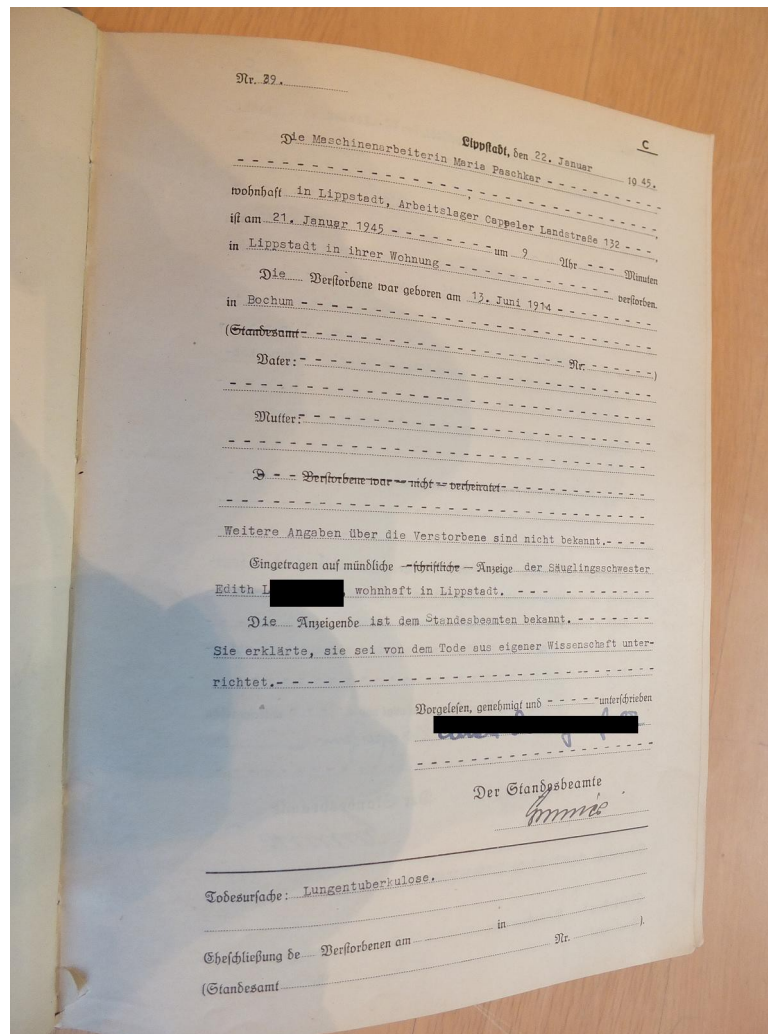 Nr. 39.
C
Lippstadt, den 22. Januar 1945.
Die Maschinenarbeiterin Maria Paschkar - - - - - - - - -
- - - - - - - - - - - - - - - - , - - - - - - - - - - - - - -
wohnhaft in Lippstadt, Arbeitslager Cappeler Landstraße 132 - - -,
ist am 21. Januar 1945 - - - - - - - - um 9 Uhr - - - Minuten
in Lippstadt in ihrer Wohnung - - - - - - - - - - - - - verstorben.
Die Verstorbene war geboren am 13. Juni 1914 - - - - - - - -
in Bochum - - - - - - - - - - - - - - - - - - - - - - - - - -
(Standesamt - - - - - - - - - - - - - - - - - - Nr. - - - - - -)
Vater: - - - - - - - - - - - - - - - - - - - - - - - - - - -
- - - - - - - - - - - - - - - - - - - - - - - - - - - - - - -
Mutter: - - - - - - - - - - - - - - - - - - - - - - - - - - -
- - - - - - - - - - - - - - - - - - - - - - - - - - - - - - -
D - - Verstorbene war — nicht — verheiratet - - - - - - - - - -
- - - - - - - - - - - - - - - - - - - - - - - - - - - - - - -
Weitere Angaben über die Verstorbene sind nicht bekannt.- - - -
Eingetragen auf mündliche — schriftliche — Anzeige der Säuglingsschwester
Edith L , wohnhaft in Lippstadt. - - - - - - - - - - -
Die Anzeigende ist dem Standesbeamten bekannt. - - - - - - -
Sie erklärte, sie sei von dem Tode aus eigener Wissenschaft unter-
richtet.- - - - - - - - - - - - - - - - - - - - - - - - - - -
Vorgelesen, genehmigt und - - - - unterschrieben
- - - - - - - - - - - - - - - - - -
Der Standesbeamte
Todesursache: Lungentuberkulose.
Eheschließung de Verstorbenen am in
(Standesamt Nr. ).